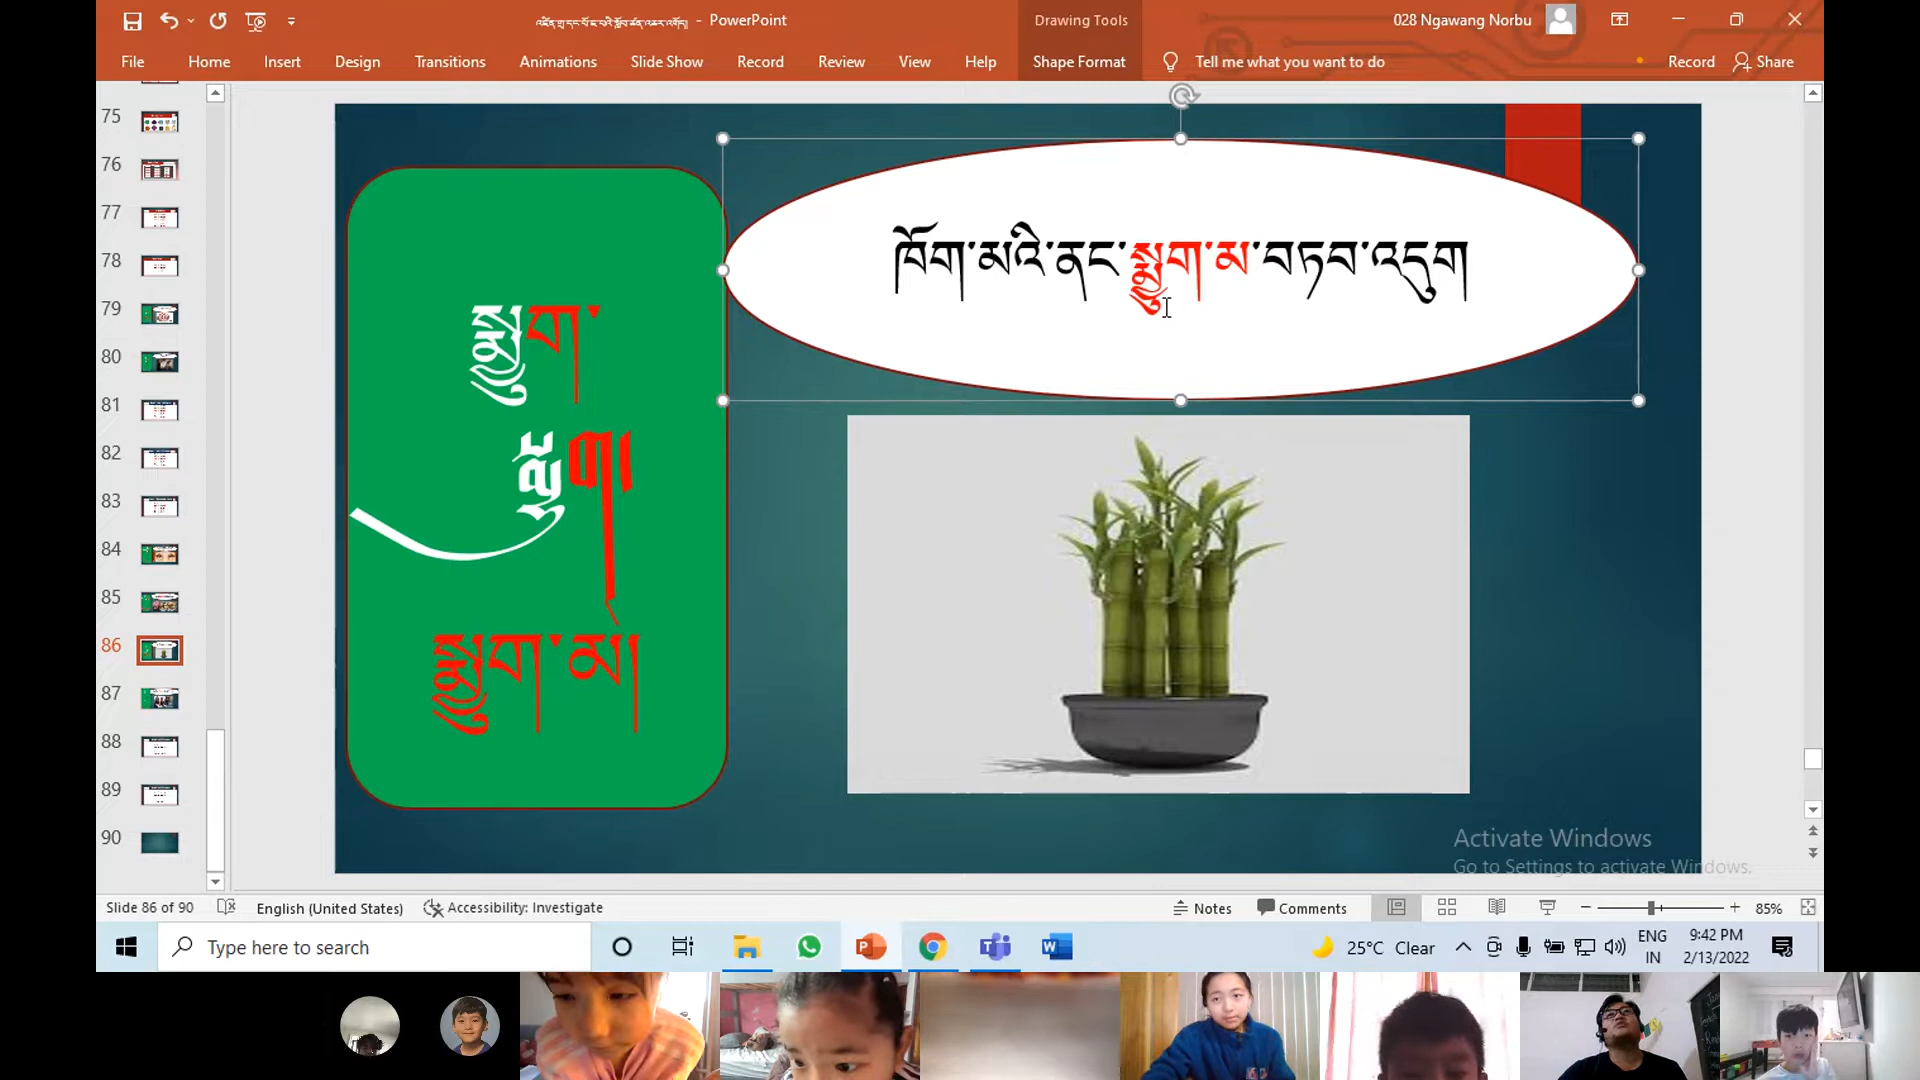 PowerPoint
Drawing Tools
028 Ngawang Norbu
File Home Insert Design Transitions Animations Slide Show Record Review View Help Shape Format Tell me what you want to do Record Share
75
76
77
78
79
80
81
82
83
84
85
86
87
88
89
90
ཁོག་མའི་ནང་སྨྱུག་མ་བཏབ་འདུག
སྨྱུག་
སྨྱུག་མ།
Activate Windows
Go to Settings to activate Windows.
Slide 86 of 90 English (United States) Accessibility: Investigate Notes Comments 85%
Type here to search
25°C Clear
ENG
IN
9:42 PM
2/13/2022